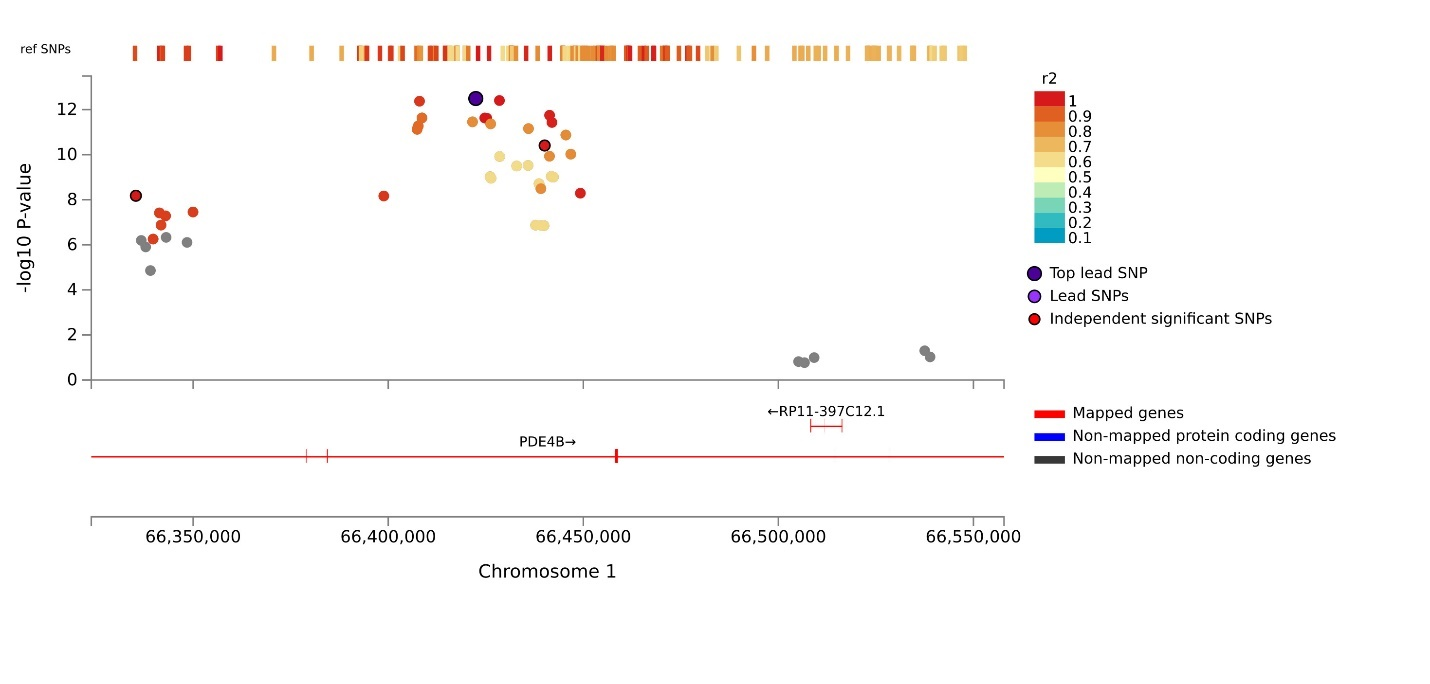 ref SNPs
r2
1
0.9
0.8
0.7
0.6
0.5
0.4
0.3
0.2
0.1
12
10
8
6
4
2
0
-log10 P-value
Top lead SNP
Lead SNPs
Independent significant SNPs
←RP11-397C12.1
PDE4B→
Mapped genes
Non-mapped protein coding genes
Non-mapped non-coding genes
66,350,000 66,400,000 66,450,000 66,500,000 66,550,000
Chromosome 1